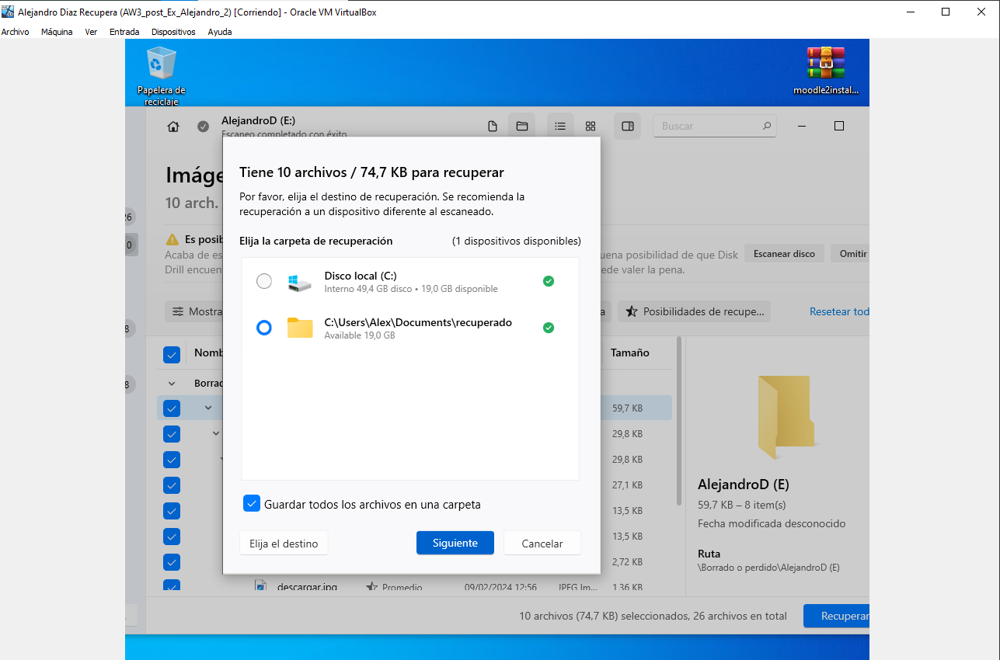 Alejandro Diaz Recupera (AW3_post_Ex_Alejandro_2) [Corriendo] - Oracle VM VirtualBox
Archivo Máquina Ver Entrada Dispositivos Ayuda
Papelera de
reciclaje
moodle2instal...
AlejandroD (E:)
Escaneo completado con éxito
Buscar
Imáge
10 arch.
26
0
8
8
Es posib
Acaba de es
Drill encuent
uena posibilidad de que Disk
ede valer la pena.
Escanear disco
Omitir
Mostra
a
Posibilidades de recupe...
Resetear tod
Tiene 10 archivos / 74,7 KB para recuperar
Por favor, elija el destino de recuperación. Se recomienda la
recuperación a un dispositivo diferente al escaneado.
Elija la carpeta de recuperación (1 dispositivos disponibles)
Disco local (C:)
Interno 49,4 GB disco • 19,0 GB disponible
C:\Users\Alex\Documents\recuperado
Available 19,0 GB
Guardar todos los archivos en una carpeta
Elija el destino Siguiente Cancelar
Nomb Tamaño
Borrad
59,7 KB
29,8 KB
29,8 KB
27,1 KB
13,5 KB
13,5 KB
2,72 KB
descargar.jpg Promedio 09/02/2024 12:56 JPEG Im... 1,36 KB
AlejandroD (E)
59,7 KB – 8 item(s)
Fecha modificada desconocido
Ruta
\Borrado o perdido\AlejandroD (E)
10 archivos (74,7 KB) seleccionados, 26 archivos en total
Recuperar